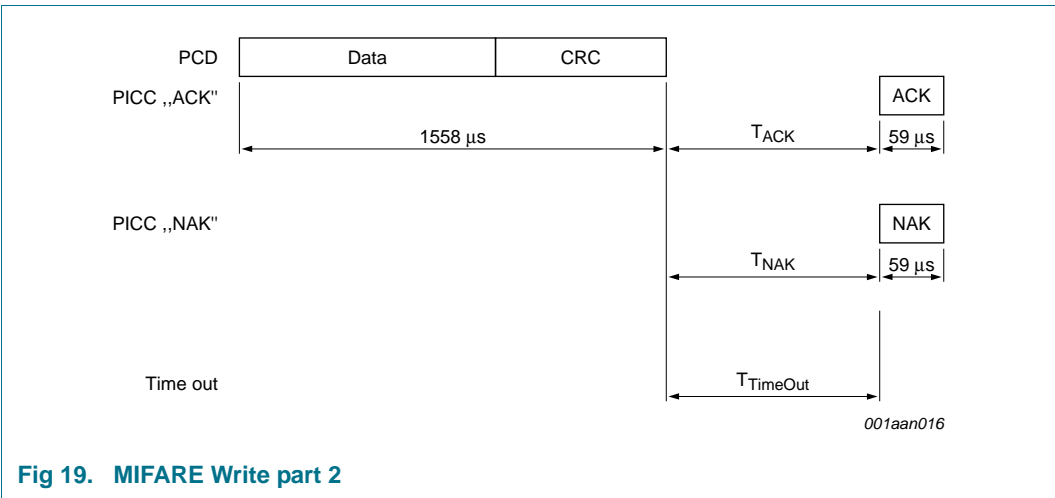 PCD Data CRC
PICC ,,ACK" ACK
1558 μs TACK 59 μs
PICC ,,NAK" NAK
TNAK 59 μs
Time out TTimeOut
001aan016
Fig 19. MIFARE Write part 2